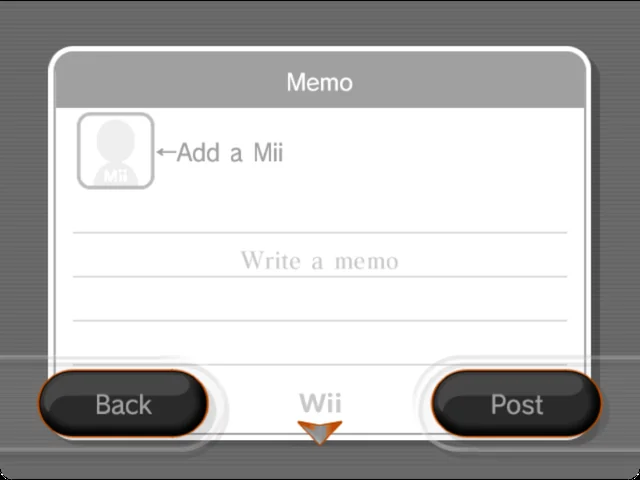 Memo
Mii
←Add a Mii
Write a memo
Back
Wii
Post